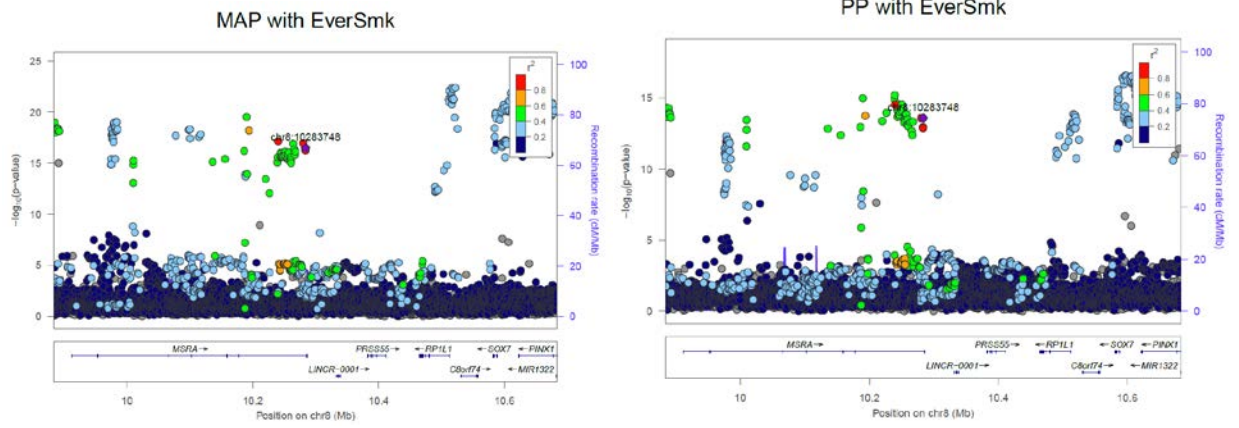 MAP with EverSmk
25
20
15
10
5
0
−log10(p−value)
100
80
60
40
20
0
Recombination rate (cM/Mb)
r2
0.8
0.6
0.4
0.2
chr8:10283748
MSRA→
PRSS55→
←RP1L1
←SOX7
←PINX1
LINCR−0001→
C8orf74→
←MIR1322
10
10.2
10.4
10.6
Position on chr8 (Mb)
PP with EverSmk
15
10
5
0
−log10(p−value)
100
80
60
40
20
0
Recombination rate (cM/Mb)
r2
0.8
0.6
0.4
0.2
chr8:10283748
MSRA→
PRSS55→
←RP1L1
←SOX7
←PINX1
LINCR−0001→
C8orf74→
←MIR1322
10
10.2
10.4
10.6
Position on chr8 (Mb)